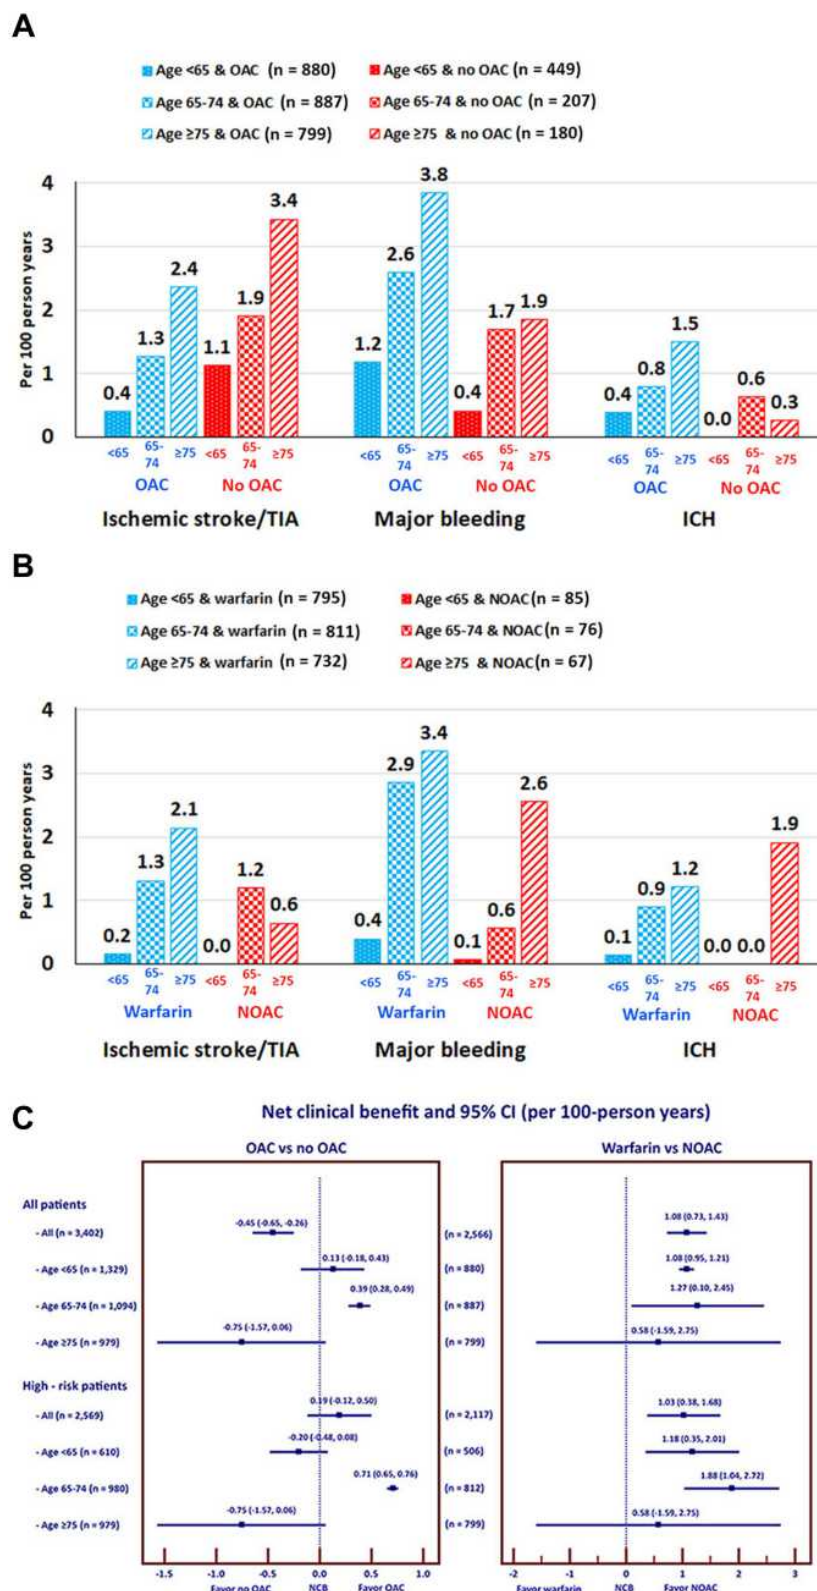 A
Age <65 & OAC (n = 880)
Age <65 & no OAC (n = 449)
Age 65-74 & OAC (n = 887)
Age 65-74 & no OAC (n = 207)
Age ≥75 & OAC (n = 799)
Age ≥75 & no OAC (n = 180)
Per 100 person years
4
3
2
1
0
0.4
1.3
2.4
1.1
1.9
3.4
1.2
2.6
3.8
0.4
1.7
1.9
0.4
0.8
1.5
0.0
0.6
0.3
<65 65-74 ≥75 <65 65-74 ≥75 <65 65-74 ≥75 <65 65-74 ≥75 <65 65-74 ≥75 <65 65-74 ≥75
OAC No OAC OAC No OAC OAC No OAC
Ischemic stroke/TIA Major bleeding ICH
B
Age <65 & warfarin (n = 795)
Age <65 & NOAC (n = 85)
Age 65-74 & warfarin (n = 811)
Age 65-74 & NOAC (n = 76)
Age ≥75 & warfarin (n = 732)
Age ≥75 & NOAC (n = 67)
Per 100 person years
4
3
2
1
0
0.2
1.3
2.1
0.0
1.2
0.6
0.4
2.9
3.4
0.1
0.6
2.6
0.1
0.9
1.2
0.0
0.0
1.9
<65 65-74 ≥75 <65 65-74 ≥75 <65 65-74 ≥75 <65 65-74 ≥75 <65 65-74 ≥75 <65 65-74 ≥75
Warfarin NOAC Warfarin NOAC Warfarin NOAC
Ischemic stroke/TIA Major bleeding ICH
C
Net clinical benefit and 95% CI (per 100-person years)
OAC vs no OAC Warfarin vs NOAC
All patients
- All (n = 3,402) -0.45 (-0.65, -0.26) (n = 2,566) 1.08 (0.73, 1.43)
- Age <65 (n = 1,329) 0.13 (-0.18, 0.43) (n = 880) 1.08 (0.95, 1.21)
- Age 65-74 (n = 1,094) 0.39 (0.28, 0.49) (n = 887) 1.27 (0.10, 2.45)
- Age ≥75 (n = 979) -0.75 (-1.57, 0.06) (n = 799) 0.58 (-1.59, 2.75)
High - risk patients
- All (n = 2,569) 0.19 (-0.12, 0.50) (n = 2,117) 1.03 (0.38, 1.68)
- Age <65 (n = 610) -0.20 (-0.48, 0.08) (n = 506) 1.18 (0.35, 2.01)
- Age 65-74 (n = 980) 0.71 (0.65, 0.76) (n = 812) 1.88 (1.04, 2.72)
- Age ≥75 (n = 979) -0.75 (-1.57, 0.06) (n = 799) 0.58 (-1.59, 2.75)
-1.5 -1.0 -0.5 0.0 0.5 1.0 -2 -1 0 1 2 3
Favor no OAC NCB Favor OAC Favor warfarin NCB Favor NOAC